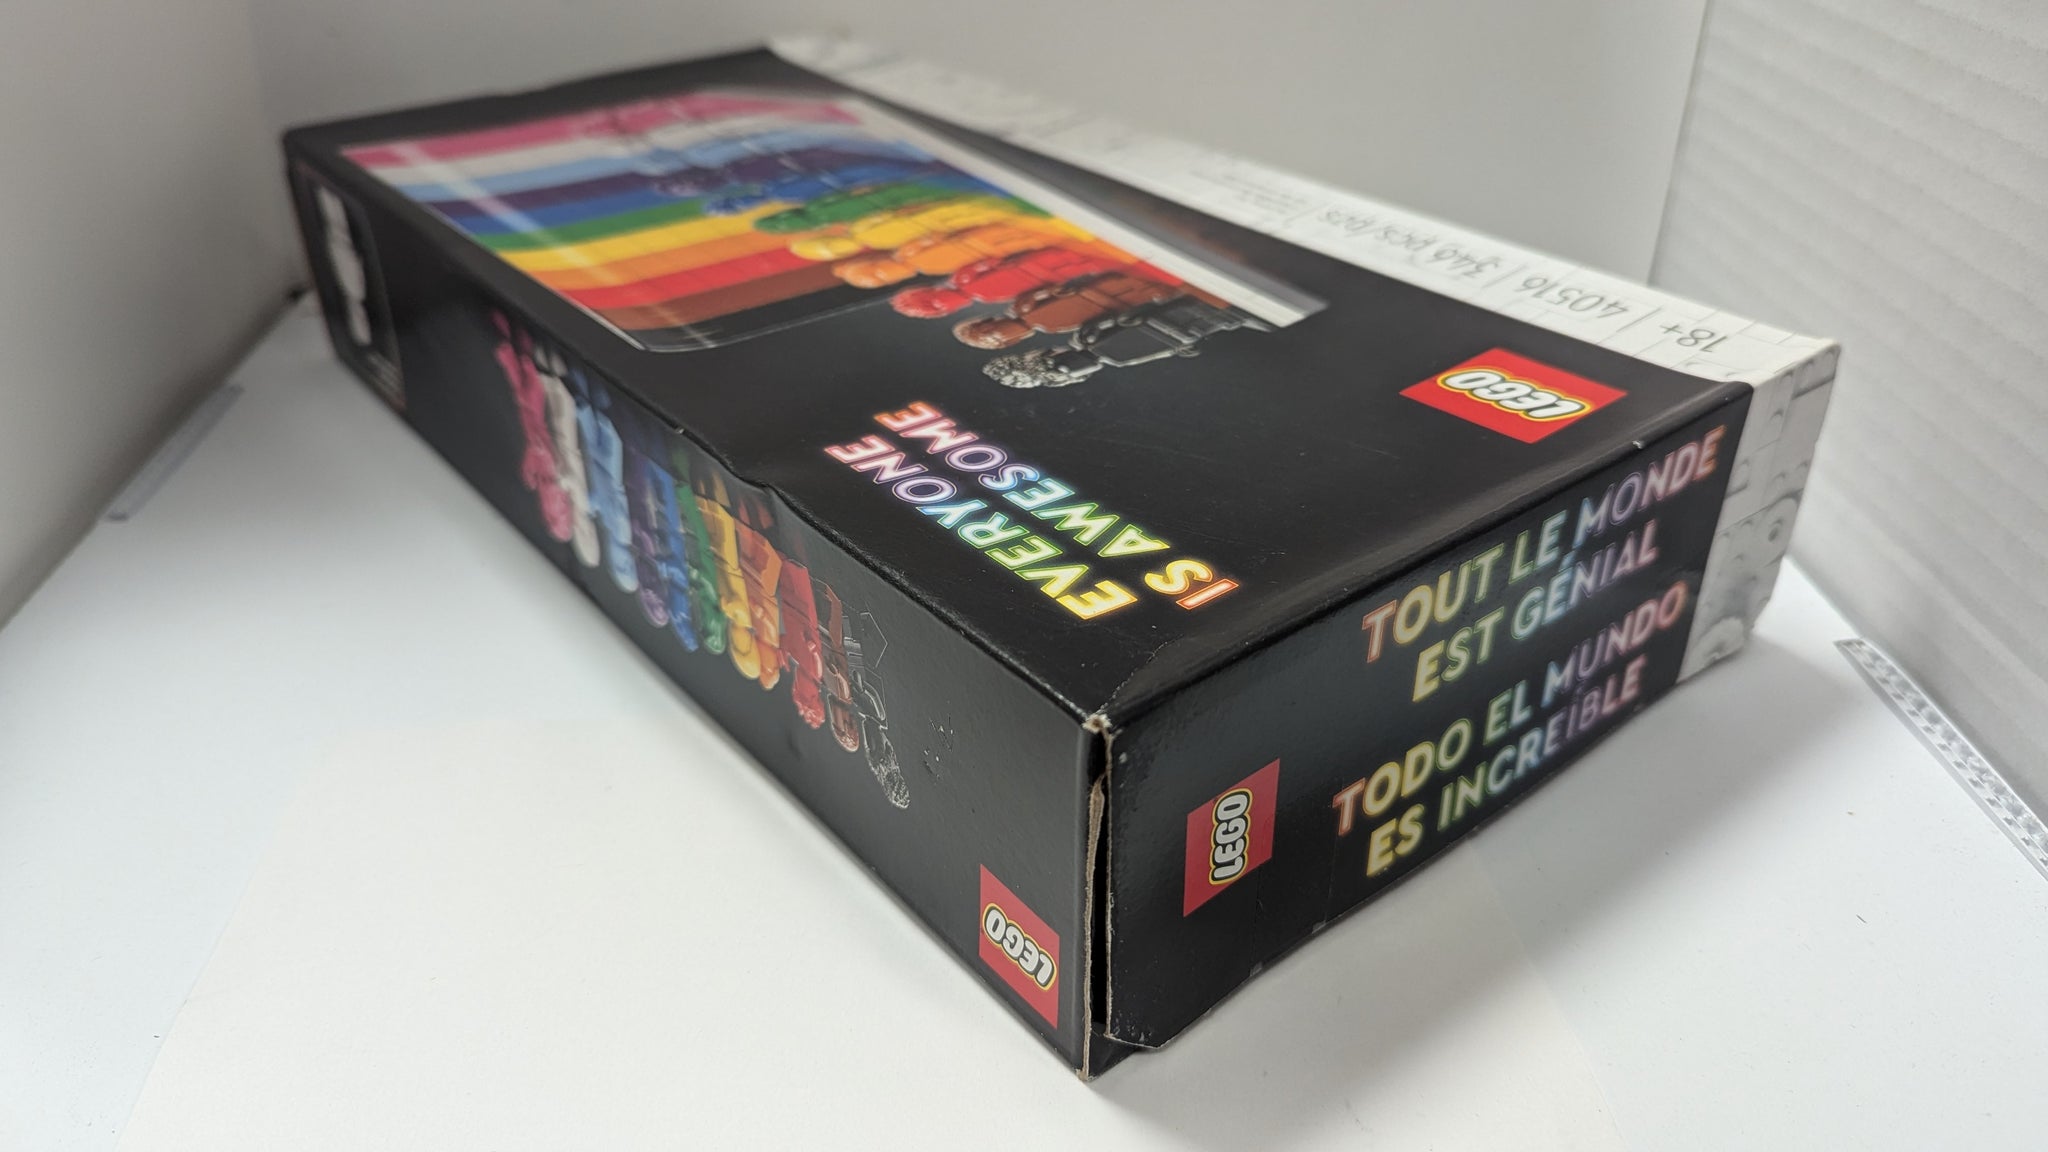 EVERYONE
IS AWESOME
LEGO
18+ | 40516 | 346 pcs/pzs
TOUT LE MONDE
EST GÉNIAL
TODO EL MUNDO
ES INCREÍBLE
LEGO
LEGO